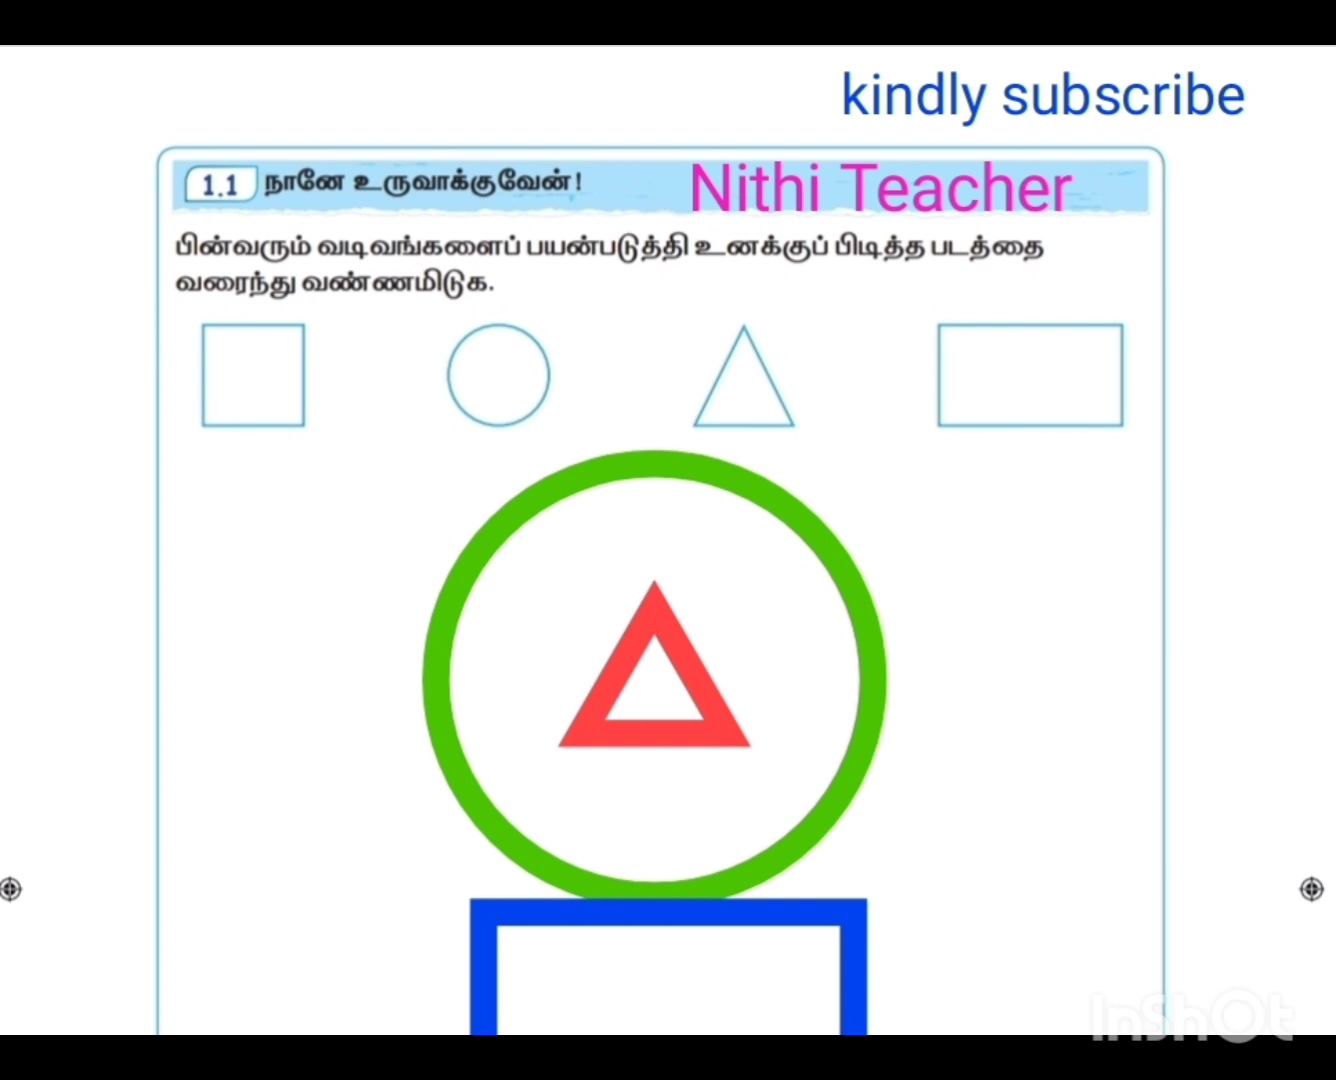 kindly subscribe
1.1 நானே உருவாக்குவேன்!
Nithi Teacher
பின்வரும் வடிவங்களைப் பயன்படுத்தி உனக்குப் பிடித்த படத்தை
வரைந்து வண்ணமிடுக.
InShOt